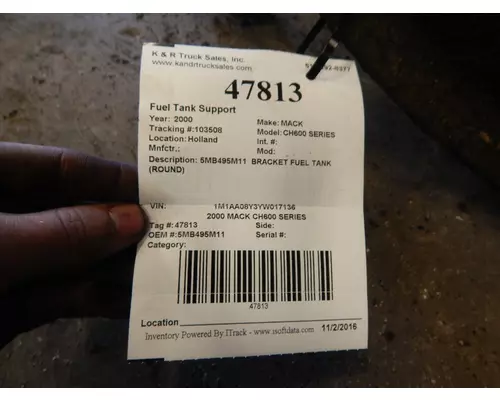 K & R Truck Sales, Inc.
www.kandrtrucksales.com
47813
Fuel Tank Support
Year: 2000 Make: MACK
Tracking #:103508 Model: CH600 SERIES
Location: Holland Int. #:
Mnfctr.: Mod:
Description: 5MB495M11 BRACKET FUEL TANK
(ROUND)
VIN: 1M1AA08Y3YW017136
2000 MACK CH600 SERIES
Tag #: 47813 Side:
OEM #:5MB495M11 Serial #:
Category:
47813
Location
Inventory Powered By ITrack - www.isoftdata.com 11/2/2016